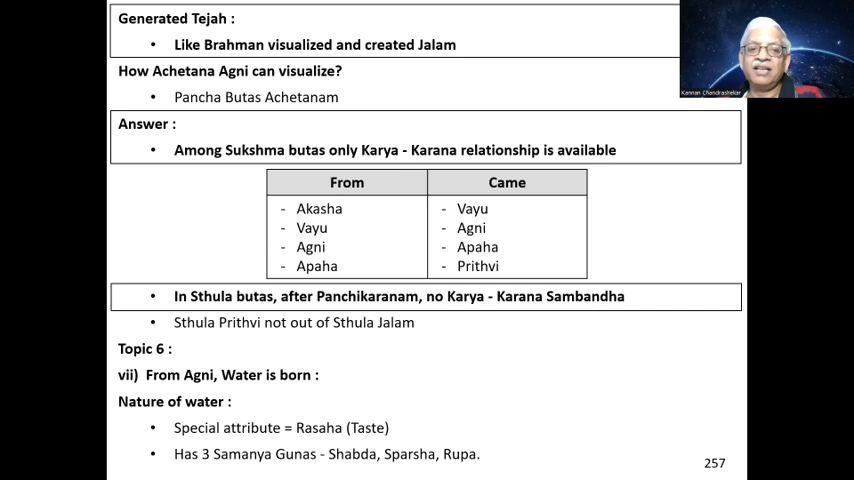 Generated Tejah :
• Like Brahman visualized and created Jalam
How Achetana Agni can visualize?
• Pancha Butas Achetanam
Answer :
• Among Sukshma butas only Karya - Karana relationship is available
From Came
- Akasha - Vayu
- Vayu - Agni
- Agni - Apaha
- Apaha - Prithvi
• In Sthula butas, after Panchikaranam, no Karya - Karana Sambandha
• Sthula Prithvi not out of Sthula Jalam
Topic 6 :
vii) From Agni, Water is born :
Nature of water :
• Special attribute = Rasaha (Taste)
• Has 3 Samanya Gunas - Shabda, Sparsha, Rupa.
257
Kannan Chandrashekar